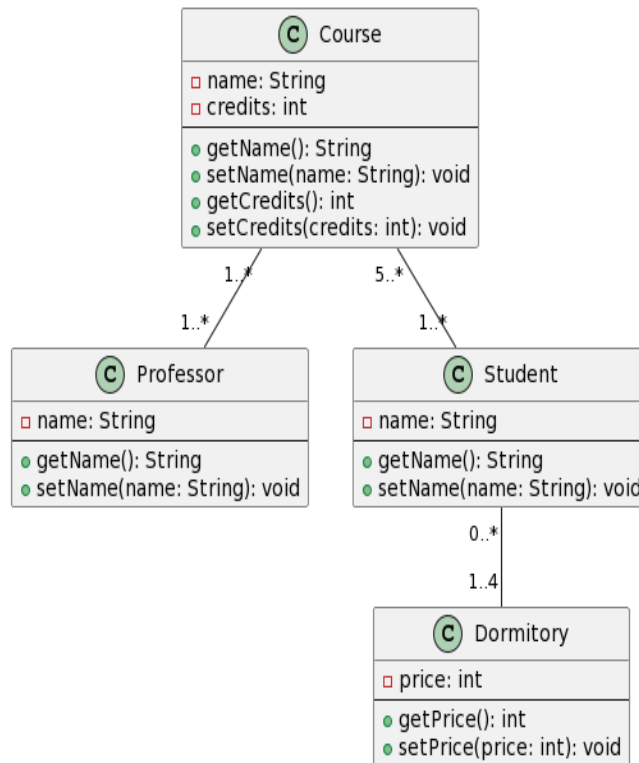 C Course
name: String
credits: int
getName(): String
setName(name: String): void
getCredits(): int
setCredits(credits: int): void
1..*
5..*
1..*
1..*
C Professor
name: String
getName(): String
setName(name: String): void
C Student
name: String
getName(): String
setName(name: String): void
0..*
1..4
C Dormitory
price: int
getPrice(): int
setPrice(price: int): void